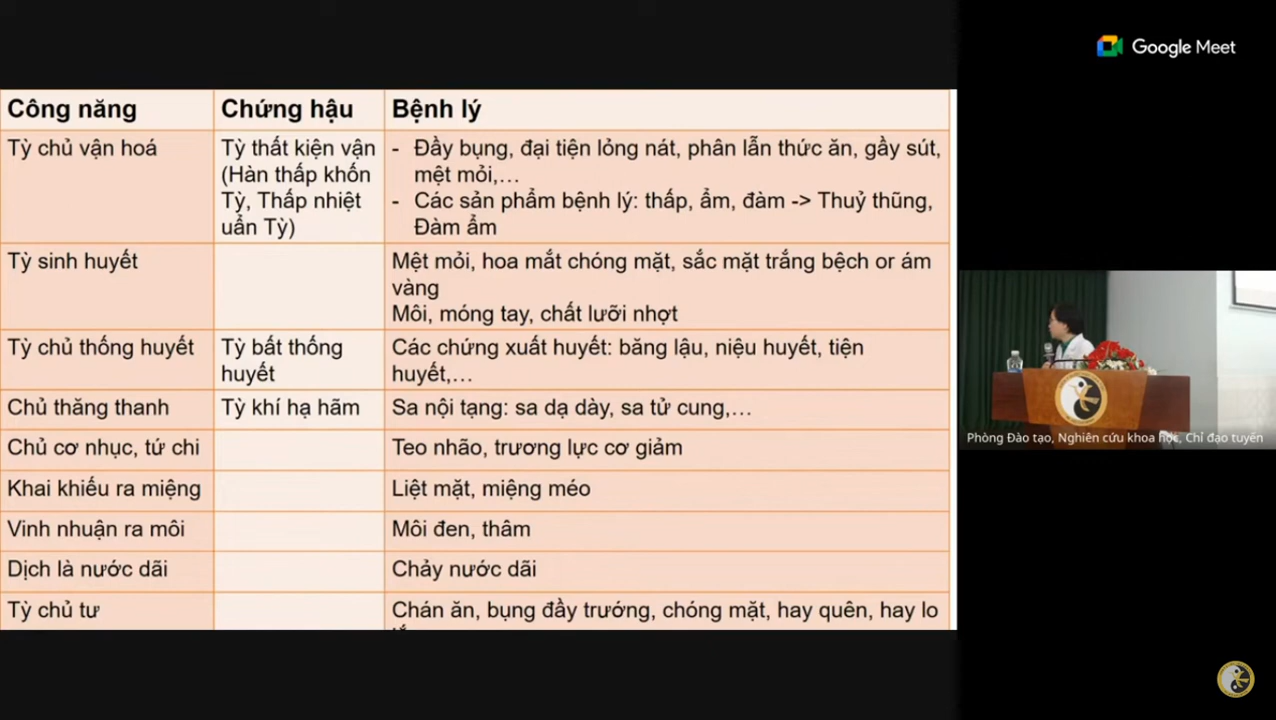 Google Meet
Công năng Chứng hậu Bệnh lý
Tỳ chủ vận hoá
Tỳ thất kiện vận
(Hàn thấp khốn
Tỳ, Thấp nhiệt
uẩn Tỳ)
- Đầy bụng, đại tiện lỏng nát, phân lẫn thức ăn, gầy sút,
mệt mỏi,…
- Các sản phẩm bệnh lý: thấp, ẩm, đàm -> Thuỷ thũng,
Đàm ẩm
Tỳ sinh huyết
Mệt mỏi, hoa mắt chóng mặt, sắc mặt trắng bệch or ám
vàng
Môi, móng tay, chất lưỡi nhợt
Tỳ chủ thống huyết
Tỳ bất thống
huyết
Các chứng xuất huyết: băng lậu, niệu huyết, tiện
huyết,…
Chủ thăng thanh
Tỳ khí hạ hãm
Sa nội tạng: sa dạ dày, sa tử cung,…
Chủ cơ nhục, tứ chi
Teo nhão, trương lực cơ giảm
Khai khiếu ra miệng
Liệt mặt, miệng méo
Vinh nhuận ra môi
Môi đen, thâm
Dịch là nước dãi
Chảy nước dãi
Tỳ chủ tư
Chán ăn, bụng đầy trướng, chóng mặt, hay quên, hay lo
Phòng Đào tạo, Nghiên cứu khoa học, Chỉ đạo tuyến